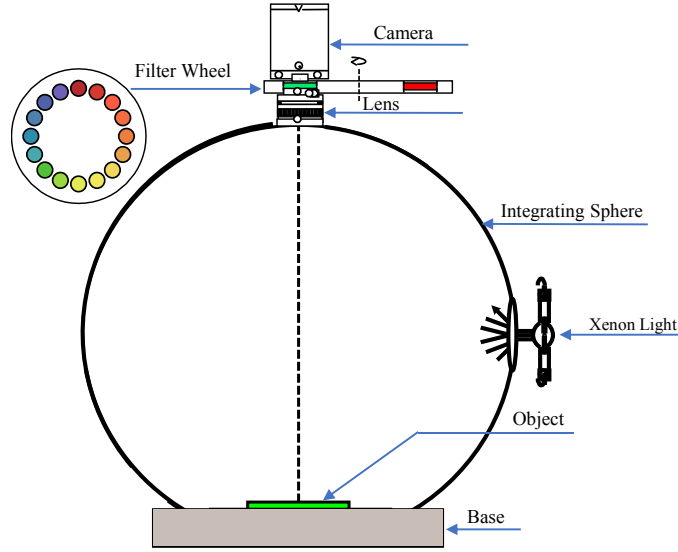 Camera
Filter Wheel
Lens
Integrating Sphere
Xenon Light
Object
Base